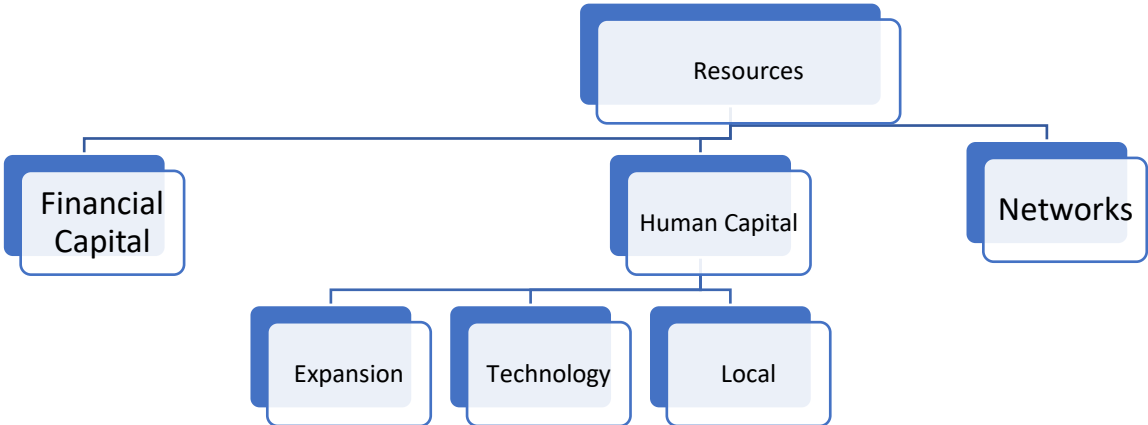 Resources
Financial
Capital
Human Capital
Networks
Expansion
Technology
Local